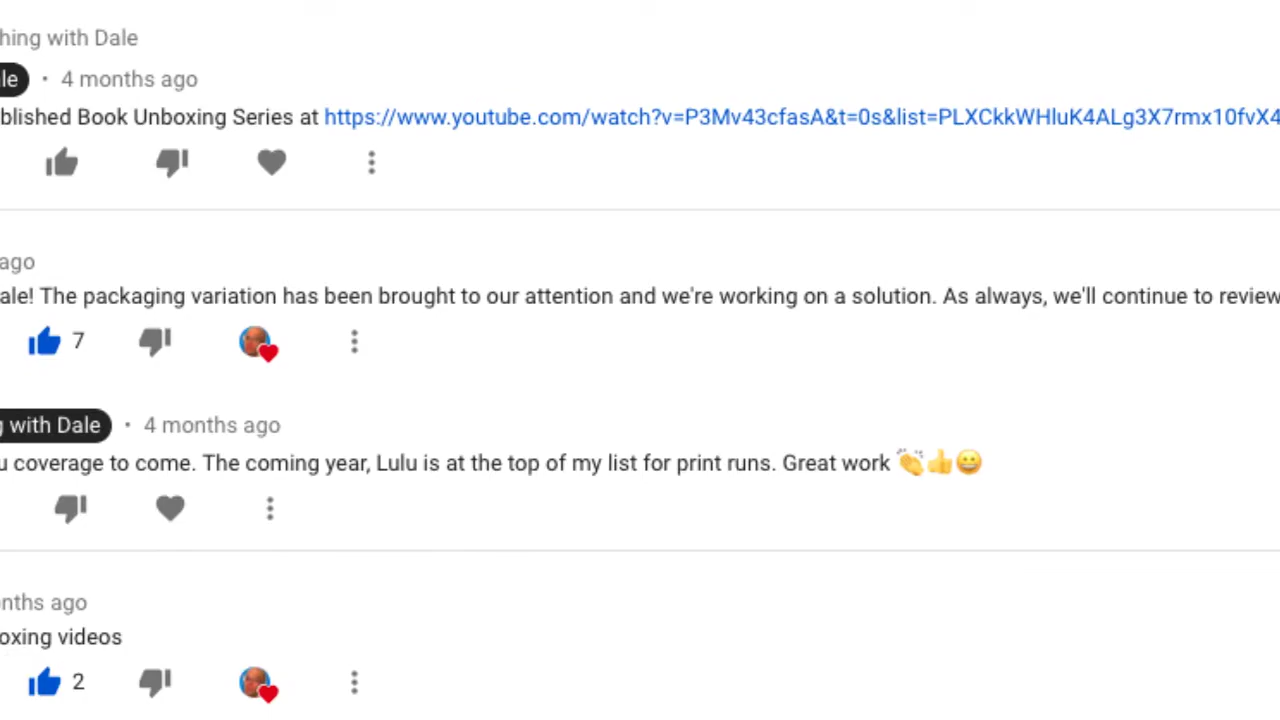 hing with Dale
le • 4 months ago
blished Book Unboxing Series at https://www.youtube.com/watch?v=P3Mv43cfasA&t=0s&list=PLXCkkWHluK4ALg3X7rmx10fvX4
ago
ale! The packaging variation has been brought to our attention and we're working on a solution. As always, we'll continue to review
7
g with Dale • 4 months ago
u coverage to come. The coming year, Lulu is at the top of my list for print runs. Great work 👏👍😀
nths ago
oxing videos
2